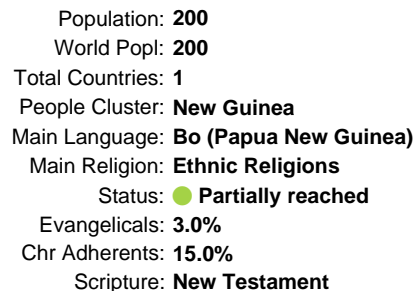 Population: 200
World Popl: 200
Total Countries: 1
People Cluster: New Guinea
Main Language: Bo (Papua New Guinea)
Main Religion: Ethnic Religions
Status: Partially reached
Evangelicals: 3.0%
Chr Adherents: 15.0%
Scripture: New Testament